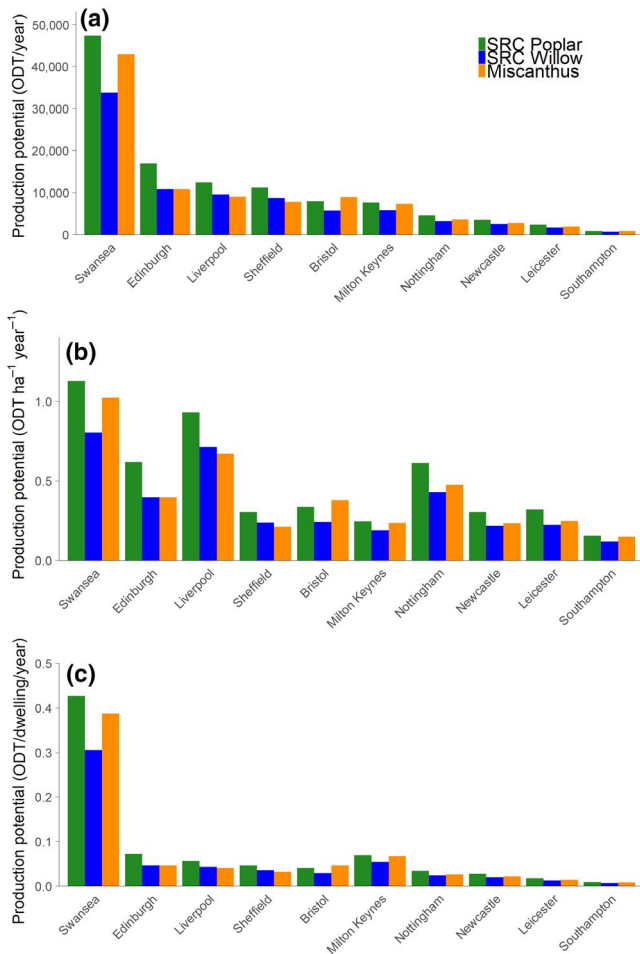 (a)
Production potential (ODT/year)
50,000
40,000
30,000
20,000
10,000
0
SRC Poplar
SRC Willow
Miscanthus
Swansea
Edinburgh
Liverpool
Sheffield
Bristol
Milton Keynes
Nottingham
Newcastle
Leicester
Southampton
(b)
Production potential (ODT ha⁻¹ year⁻¹)
1.0
0.5
0.0
Swansea
Edinburgh
Liverpool
Sheffield
Bristol
Milton Keynes
Nottingham
Newcastle
Leicester
Southampton
(c)
Production potential (ODT/dwelling/year)
0.5
0.4
0.3
0.2
0.1
0.0
Swansea
Edinburgh
Liverpool
Sheffield
Bristol
Milton Keynes
Nottingham
Newcastle
Leicester
Southampton